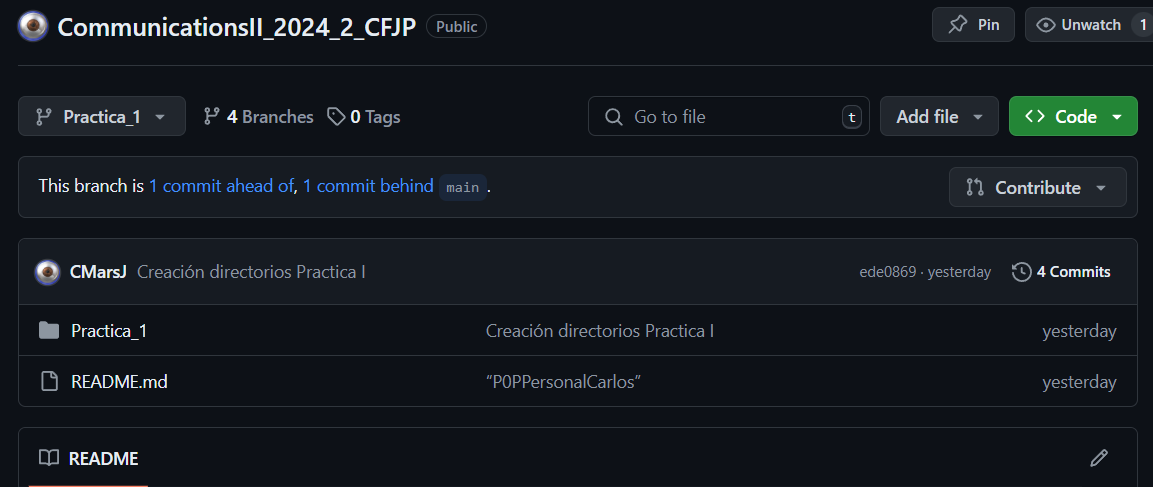 CommunicationsII_2024_2_CFJP Public Pin Unwatch 1
Practica_1 4 Branches 0 Tags Go to file t Add file Code
This branch is 1 commit ahead of, 1 commit behind main . Contribute
CMarsJ Creación directorios Practica I ede0869 · yesterday 4 Commits
Practica_1 Creación directorios Practica I yesterday
README.md “P0PPersonalCarlos” yesterday
README